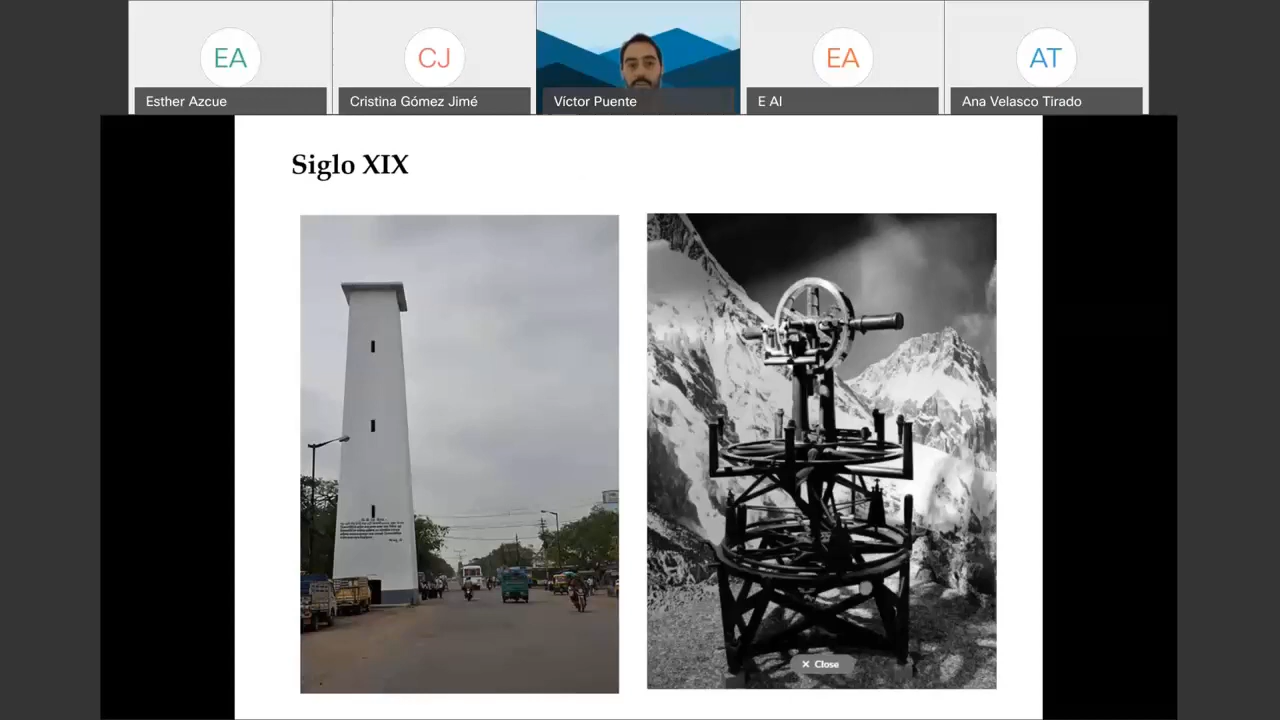 EA
Esther Azcue
CJ
Cristina Gómez Jimé
Víctor Puente
EA
E Al
AT
Ana Velasco Tirado
Siglo XIX
× Close